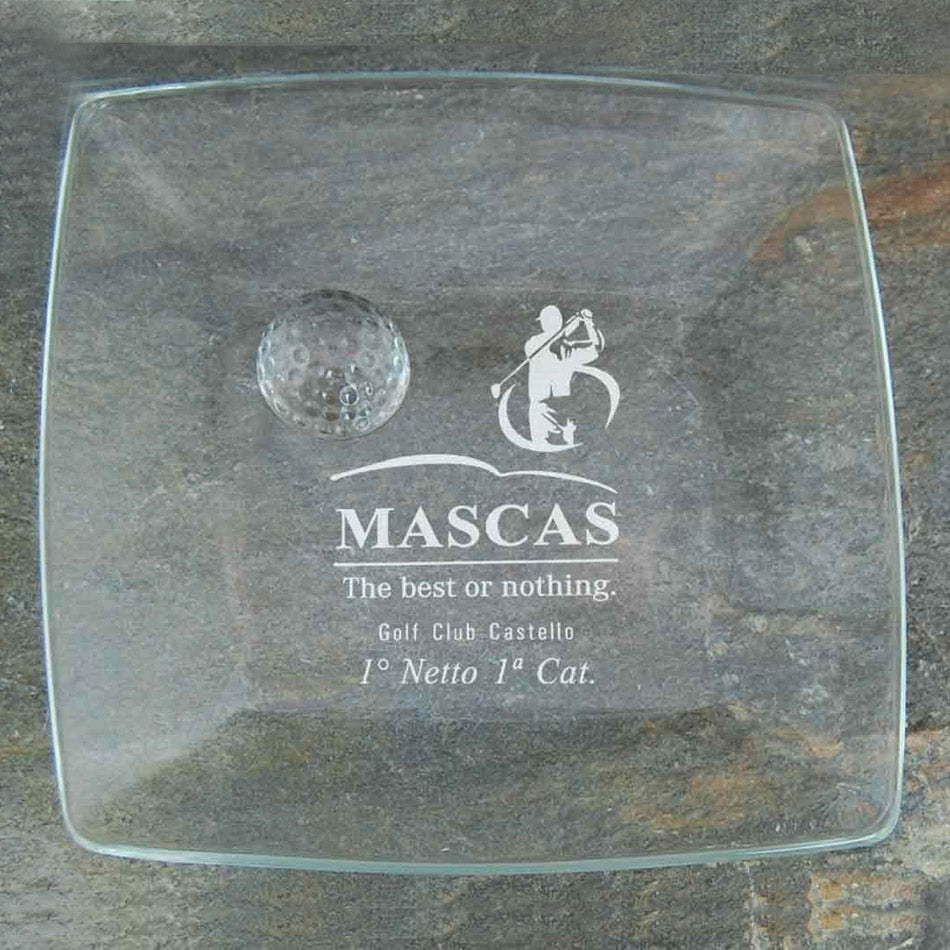 MASCAS
The best or nothing.
Golf Club Castello
1° Netto 1ª Cat.